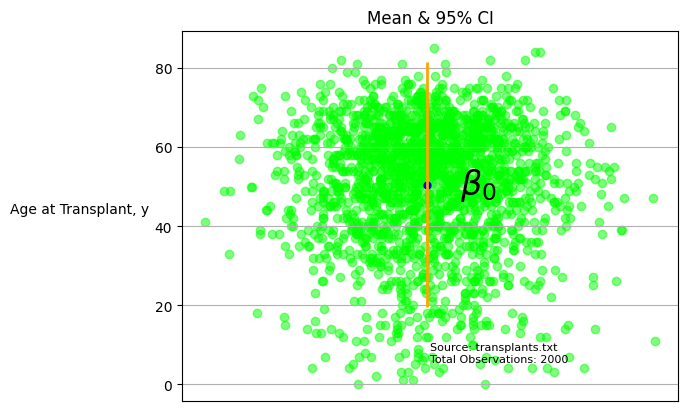 Mean & 95% CI
80
60
β0
Age at Transplant, y
40
20
Source: transplants.txt
Total Observations: 2000
0